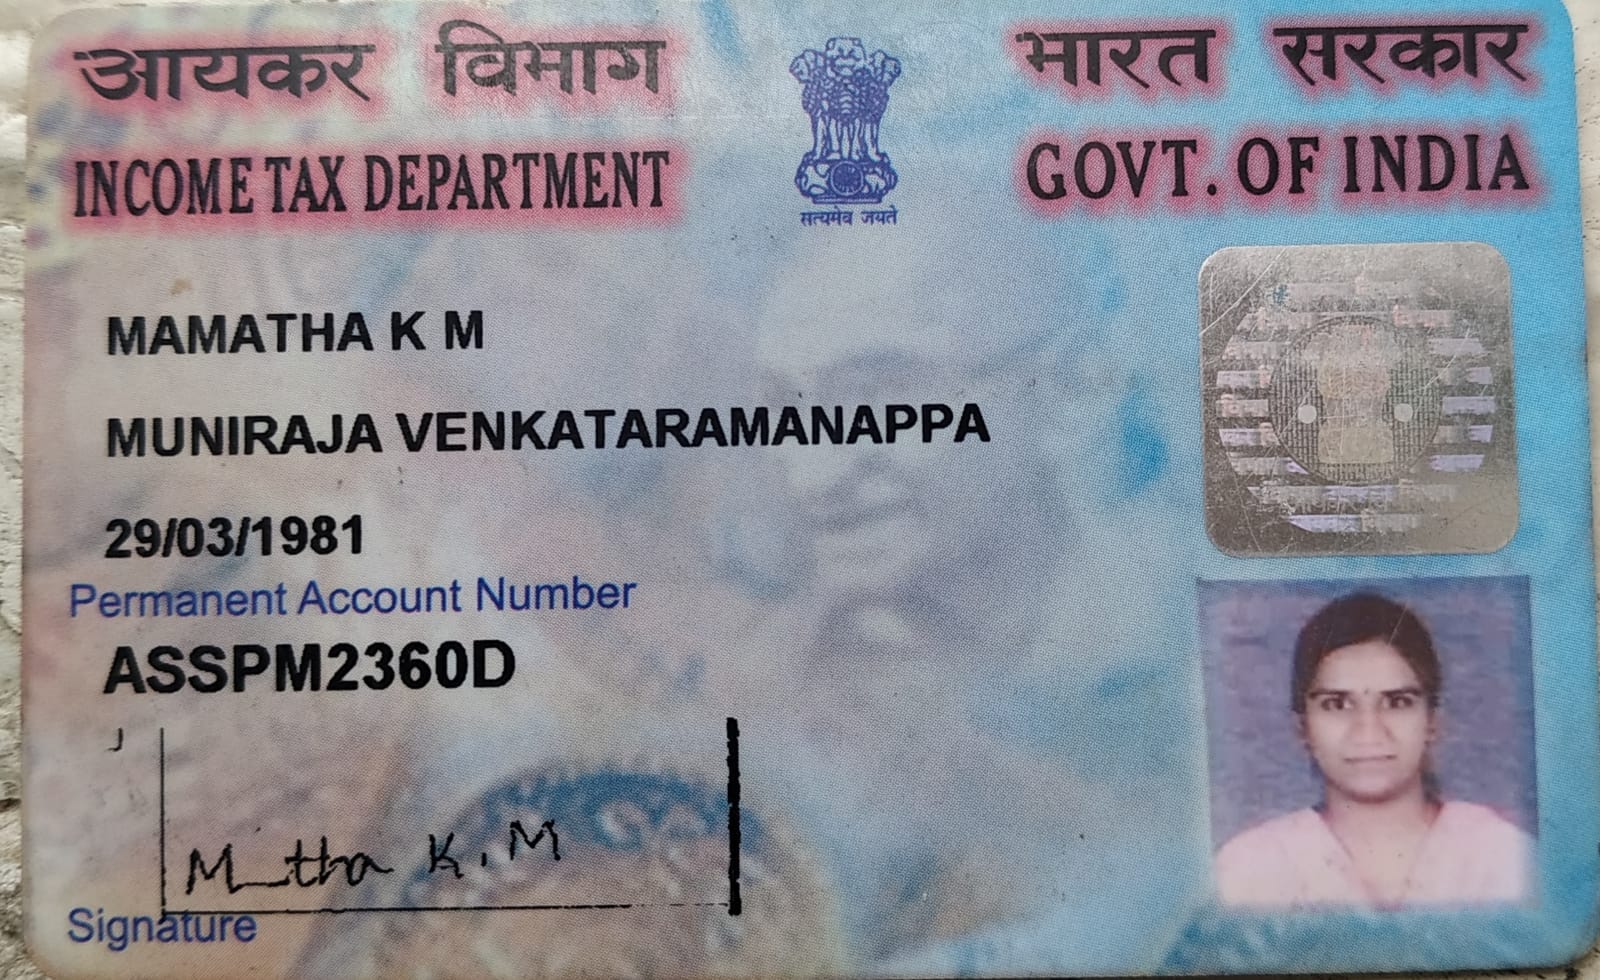 आयकर विभाग
INCOME TAX DEPARTMENT
सत्यमेव जयते
भारत सरकार
GOVT. OF INDIA
MAMATHA K M
MUNIRAJA VENKATARAMANAPPA
29/03/1981
Permanent Account Number
ASSPM2360D
M_tha K.M
Signature